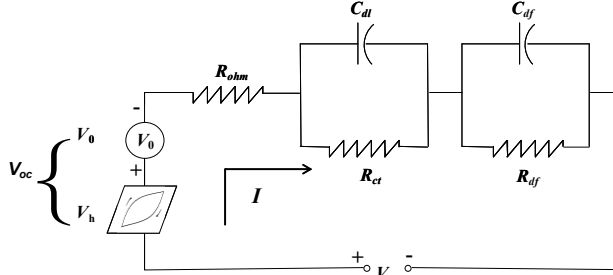 C_dl
C_df
R_ohm
-
V_0
V_0
+
V_oc
V_h
I
R_ct
R_df
+
-
V